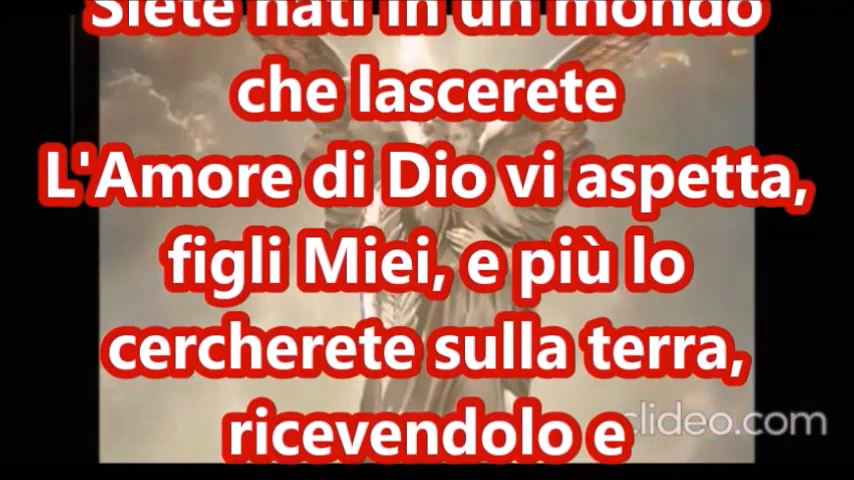 Siete nati in un mondo
che lascerete
L'Amore di Dio vi aspetta,
figli Miei, e più lo
cercherete sulla terra,
ricevendolo e
clideo.com